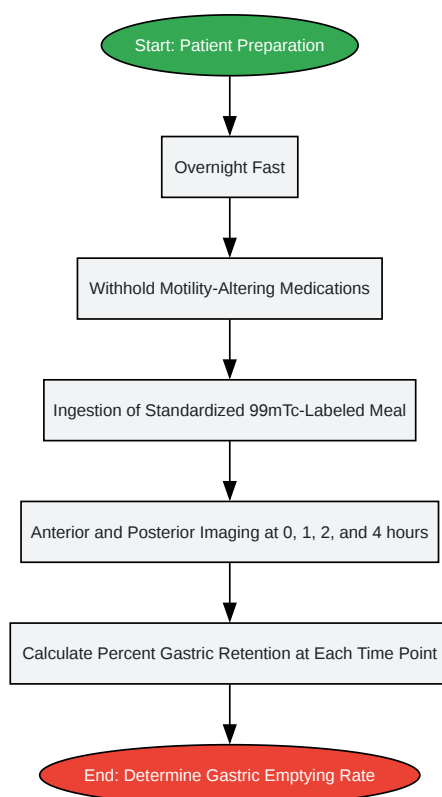 Start: Patient Preparation
Overnight Fast
Withhold Motility-Altering Medications
Ingestion of Standardized 99mTc-Labeled Meal
Anterior and Posterior Imaging at 0, 1, 2, and 4 hours
Calculate Percent Gastric Retention at Each Time Point
End: Determine Gastric Emptying Rate